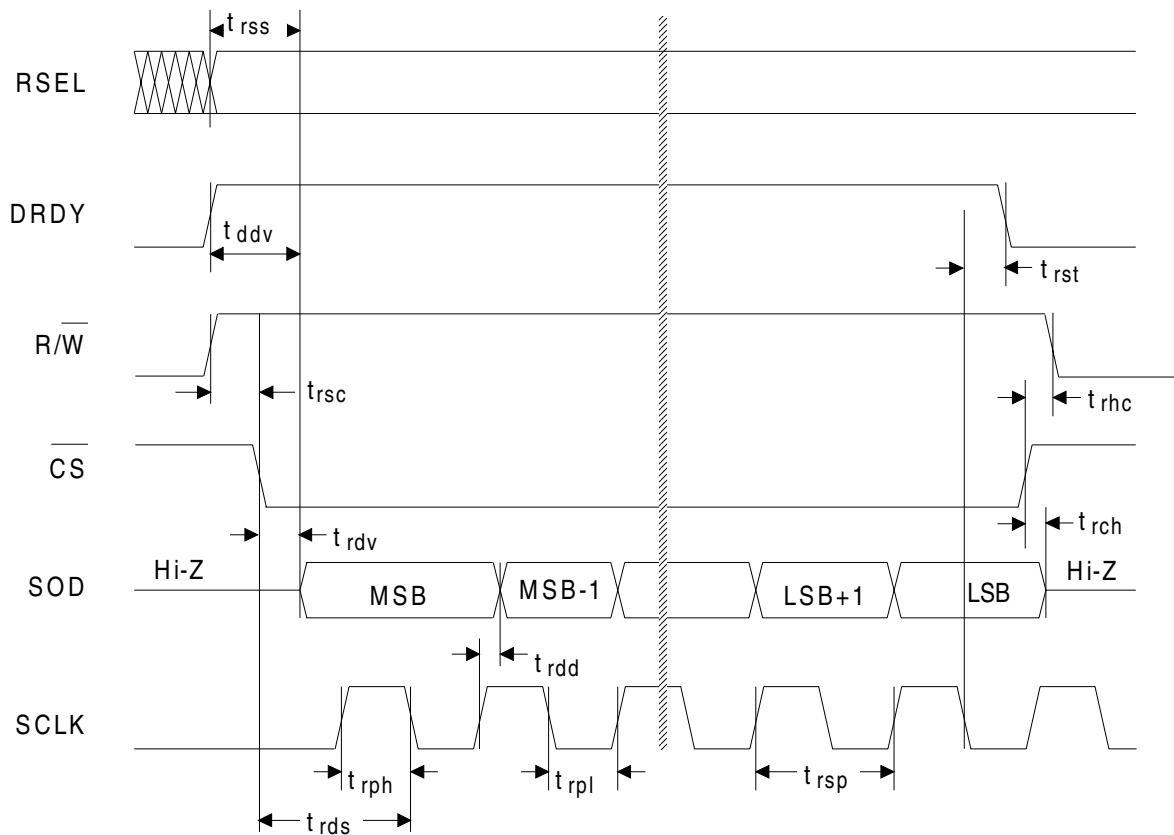 t rss
RSEL
DRDY
t ddv
t rst
R/W̅
t rsc
t rhc
C̅S̅
t rdv
t rch
SOD
Hi-Z
MSB
MSB-1
LSB+1
LSB
Hi-Z
t rdd
SCLK
t rph
t rpl
t rsp
t rds